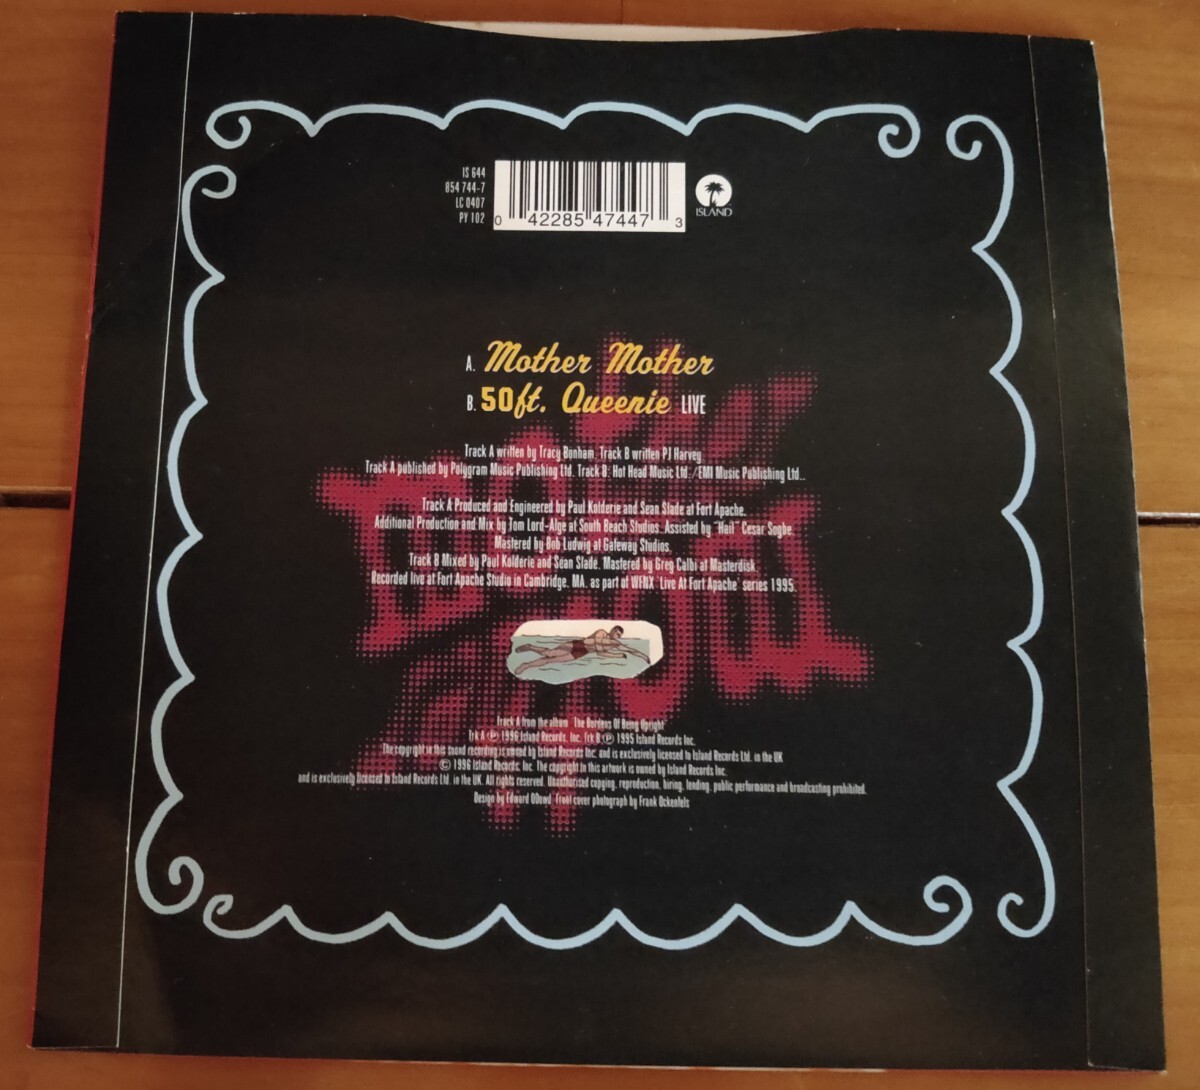 IS 644
854 744-7
LC 0407
PY 102
0 42285 47447 3
ISLAND
A. Mother Mother
B. 50ft. Queenie LIVE
Track A written by Tracy Bonham, Track B written PJ Harvey
Track A published by Polygram Music Publishing Ltd. Track B: Hot Head Music Ltd./EMI Music Publishing Ltd..
Track A Produced and Engineered by Paul Kolderie and Sean Slade at Fort Apache.
Additional Production and Mix by Tom Lord-Alge at South Beach Studios. Assisted by "Hail" Cesar Sogbe.
Mastered by Bob Ludwig at Gateway Studios.
Track B Mixed by Paul Kolderie and Sean Slade. Mastered by Greg Calbi at Masterdisk.
Recorded live at Fort Apache Studio in Cambridge, MA. as part of WFNX 'Live At Fort Apache' series 1995.
Track A from the album 'The Burdens Of Being Upright'
Trk A ℗ 1996 Island Records, Inc. Trk B ℗ 1995 Island Records Inc.
The copyright in this sound recording is owned by Island Records Inc. and is exclusively licensed to Island Records Ltd. in the UK
© 1996 Island Records, Inc. The copyright in this artwork is owned by Island Records Inc.
and is exclusively licensed to Island Records Ltd. in the UK. All rights reserved. Unauthorised copying, reproduction, hiring, lending, public performance and broadcasting prohibited.
Design by Edward ODowd Front cover photograph by Frank Ockenfels